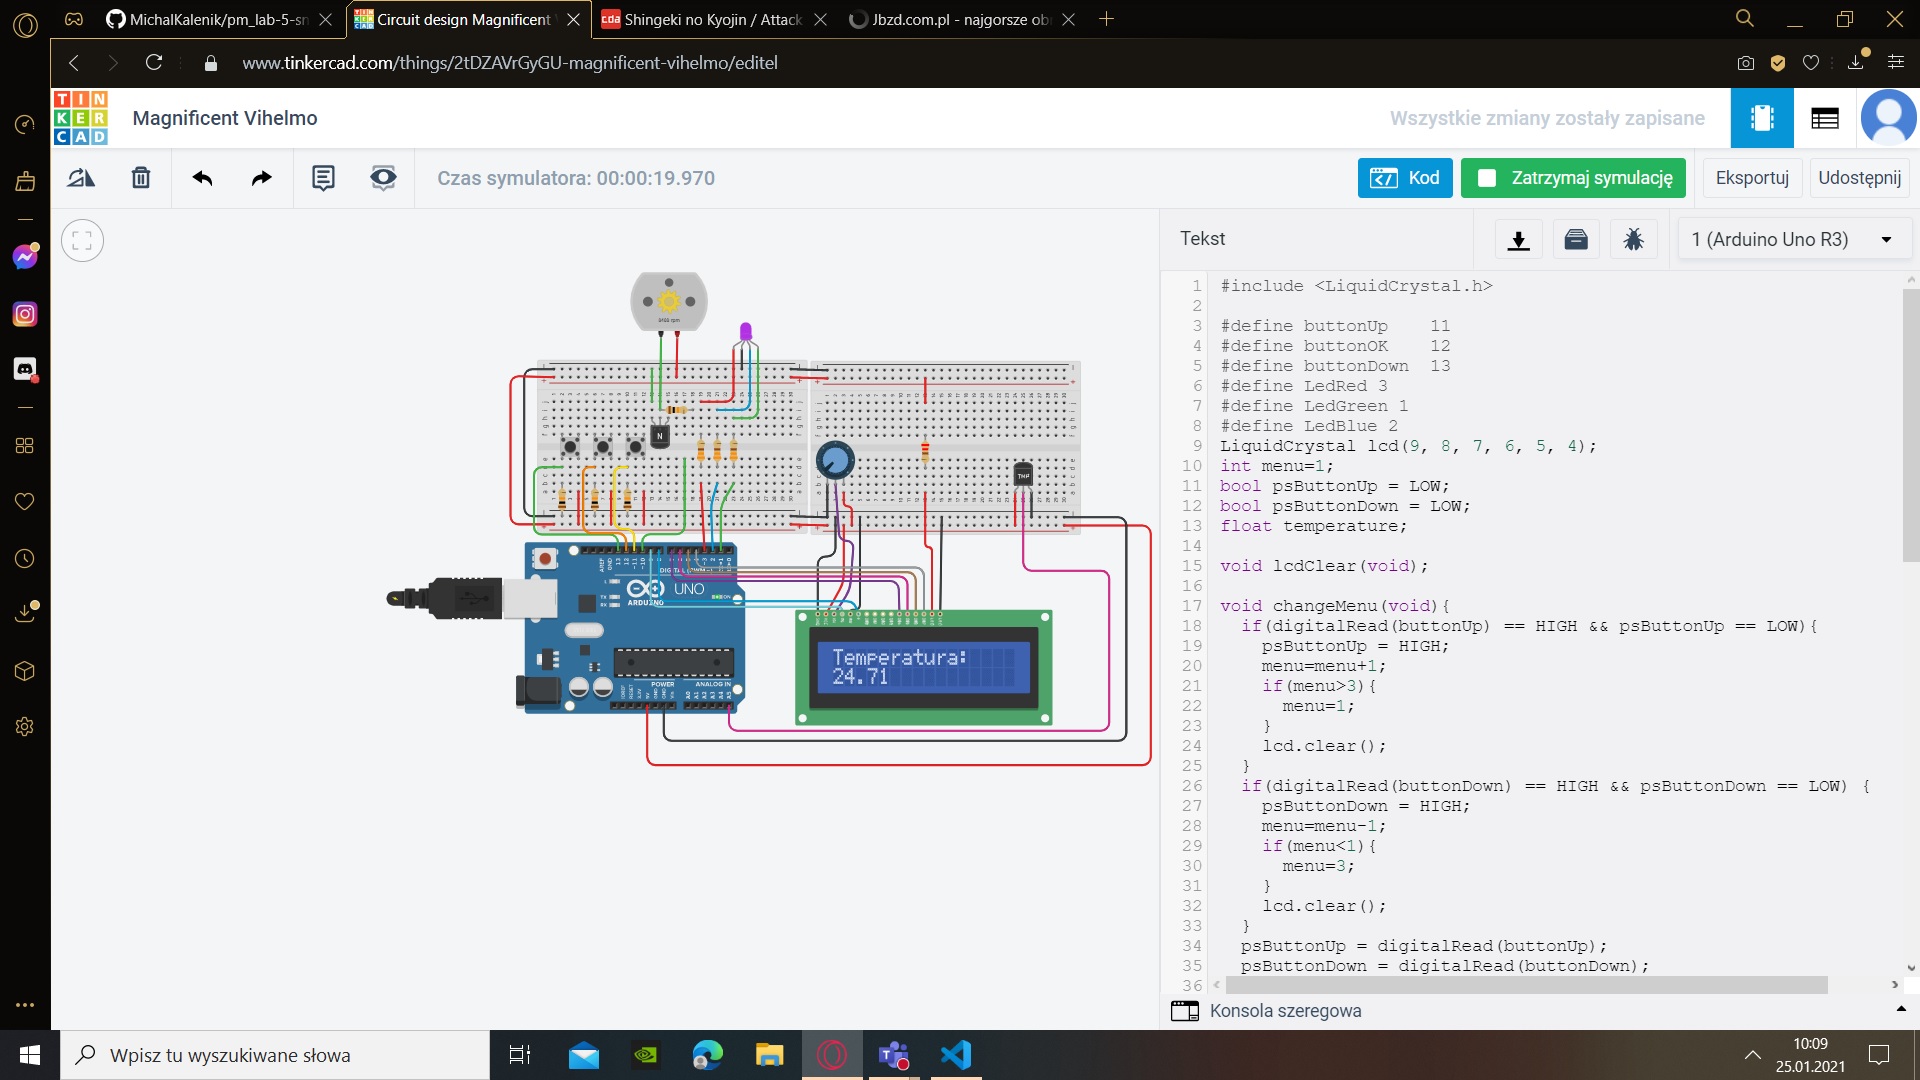 MichalKalenik/pm_lab-5-sn
Circuit design Magnificent
Shingeki no Kyojin / Attack
Jbzd.com.pl - najgorsze ob
www.tinkercad.com/things/2tDZAVrGyGU-magnificent-vihelmo/editel
TIN
KER
CAD
Magnificent Vihelmo
Wszystkie zmiany zostały zapisane
Czas symulatora: 00:00:19.970
Kod
Zatrzymaj symulację
Eksportuj
Udostępnij
Tekst
1 (Arduino Uno R3)
1 #include <LiquidCrystal.h>
2
3 #define buttonUp    11
4 #define buttonOK    12
5 #define buttonDown  13
6 #define LedRed 3
7 #define LedGreen 1
8 #define LedBlue 2
9 LiquidCrystal lcd(9, 8, 7, 6, 5, 4);
10 int menu=1;
11 bool psButtonUp = LOW;
12 bool psButtonDown = LOW;
13 float temperature;
14
15 void lcdClear(void);
16
17 void changeMenu(void){
18   if(digitalRead(buttonUp) == HIGH && psButtonUp == LOW){
19     psButtonUp = HIGH;
20     menu=menu+1;
21     if(menu>3){
22       menu=1;
23     }
24     lcd.clear();
25   }
26   if(digitalRead(buttonDown) == HIGH && psButtonDown == LOW) {
27     psButtonDown = HIGH;
28     menu=menu-1;
29     if(menu<1){
30       menu=3;
31     }
32     lcd.clear();
33   }
34   psButtonUp = digitalRead(buttonUp);
35   psButtonDown = digitalRead(buttonDown);
36
N
TMP
UNO
ARDUINO
POWER
ANALOG IN
Temperatura:
24.71
Konsola szeregowa
Wpisz tu wyszukiwane słowa
10:09
25.01.2021